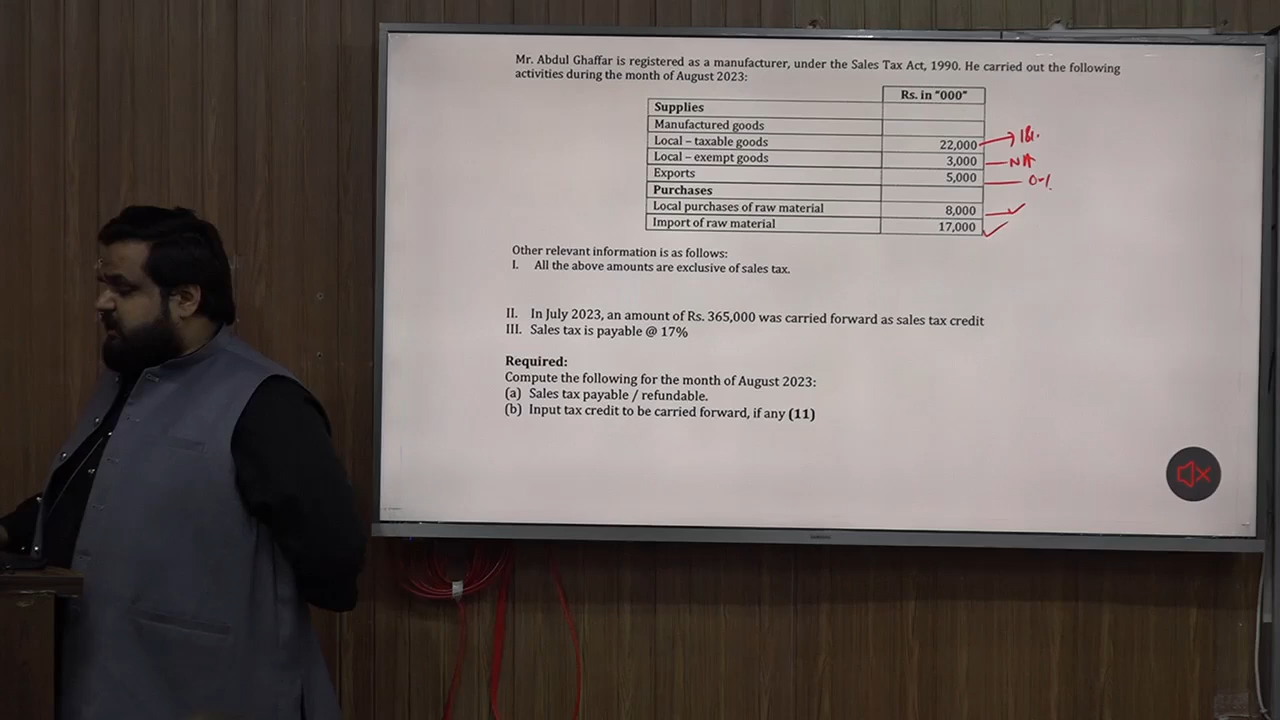 Mr. Abdul Ghaffar is registered as a manufacturer, under the Sales Tax Act, 1990. He carried out the following
activities during the month of August 2023:
Rs. in "000"
Supplies
Manufactured goods
Local – taxable goods 22,000
Local – exempt goods 3,000 NA
Exports 5,000 0%
Purchases
Local purchases of raw material 8,000
Import of raw material 17,000
Other relevant information is as follows:
I. All the above amounts are exclusive of sales tax.
II. In July 2023, an amount of Rs. 365,000 was carried forward as sales tax credit
III. Sales tax is payable @ 17%
Required:
Compute the following for the month of August 2023:
(a) Sales tax payable / refundable.
(b) Input tax credit to be carried forward, if any (11)